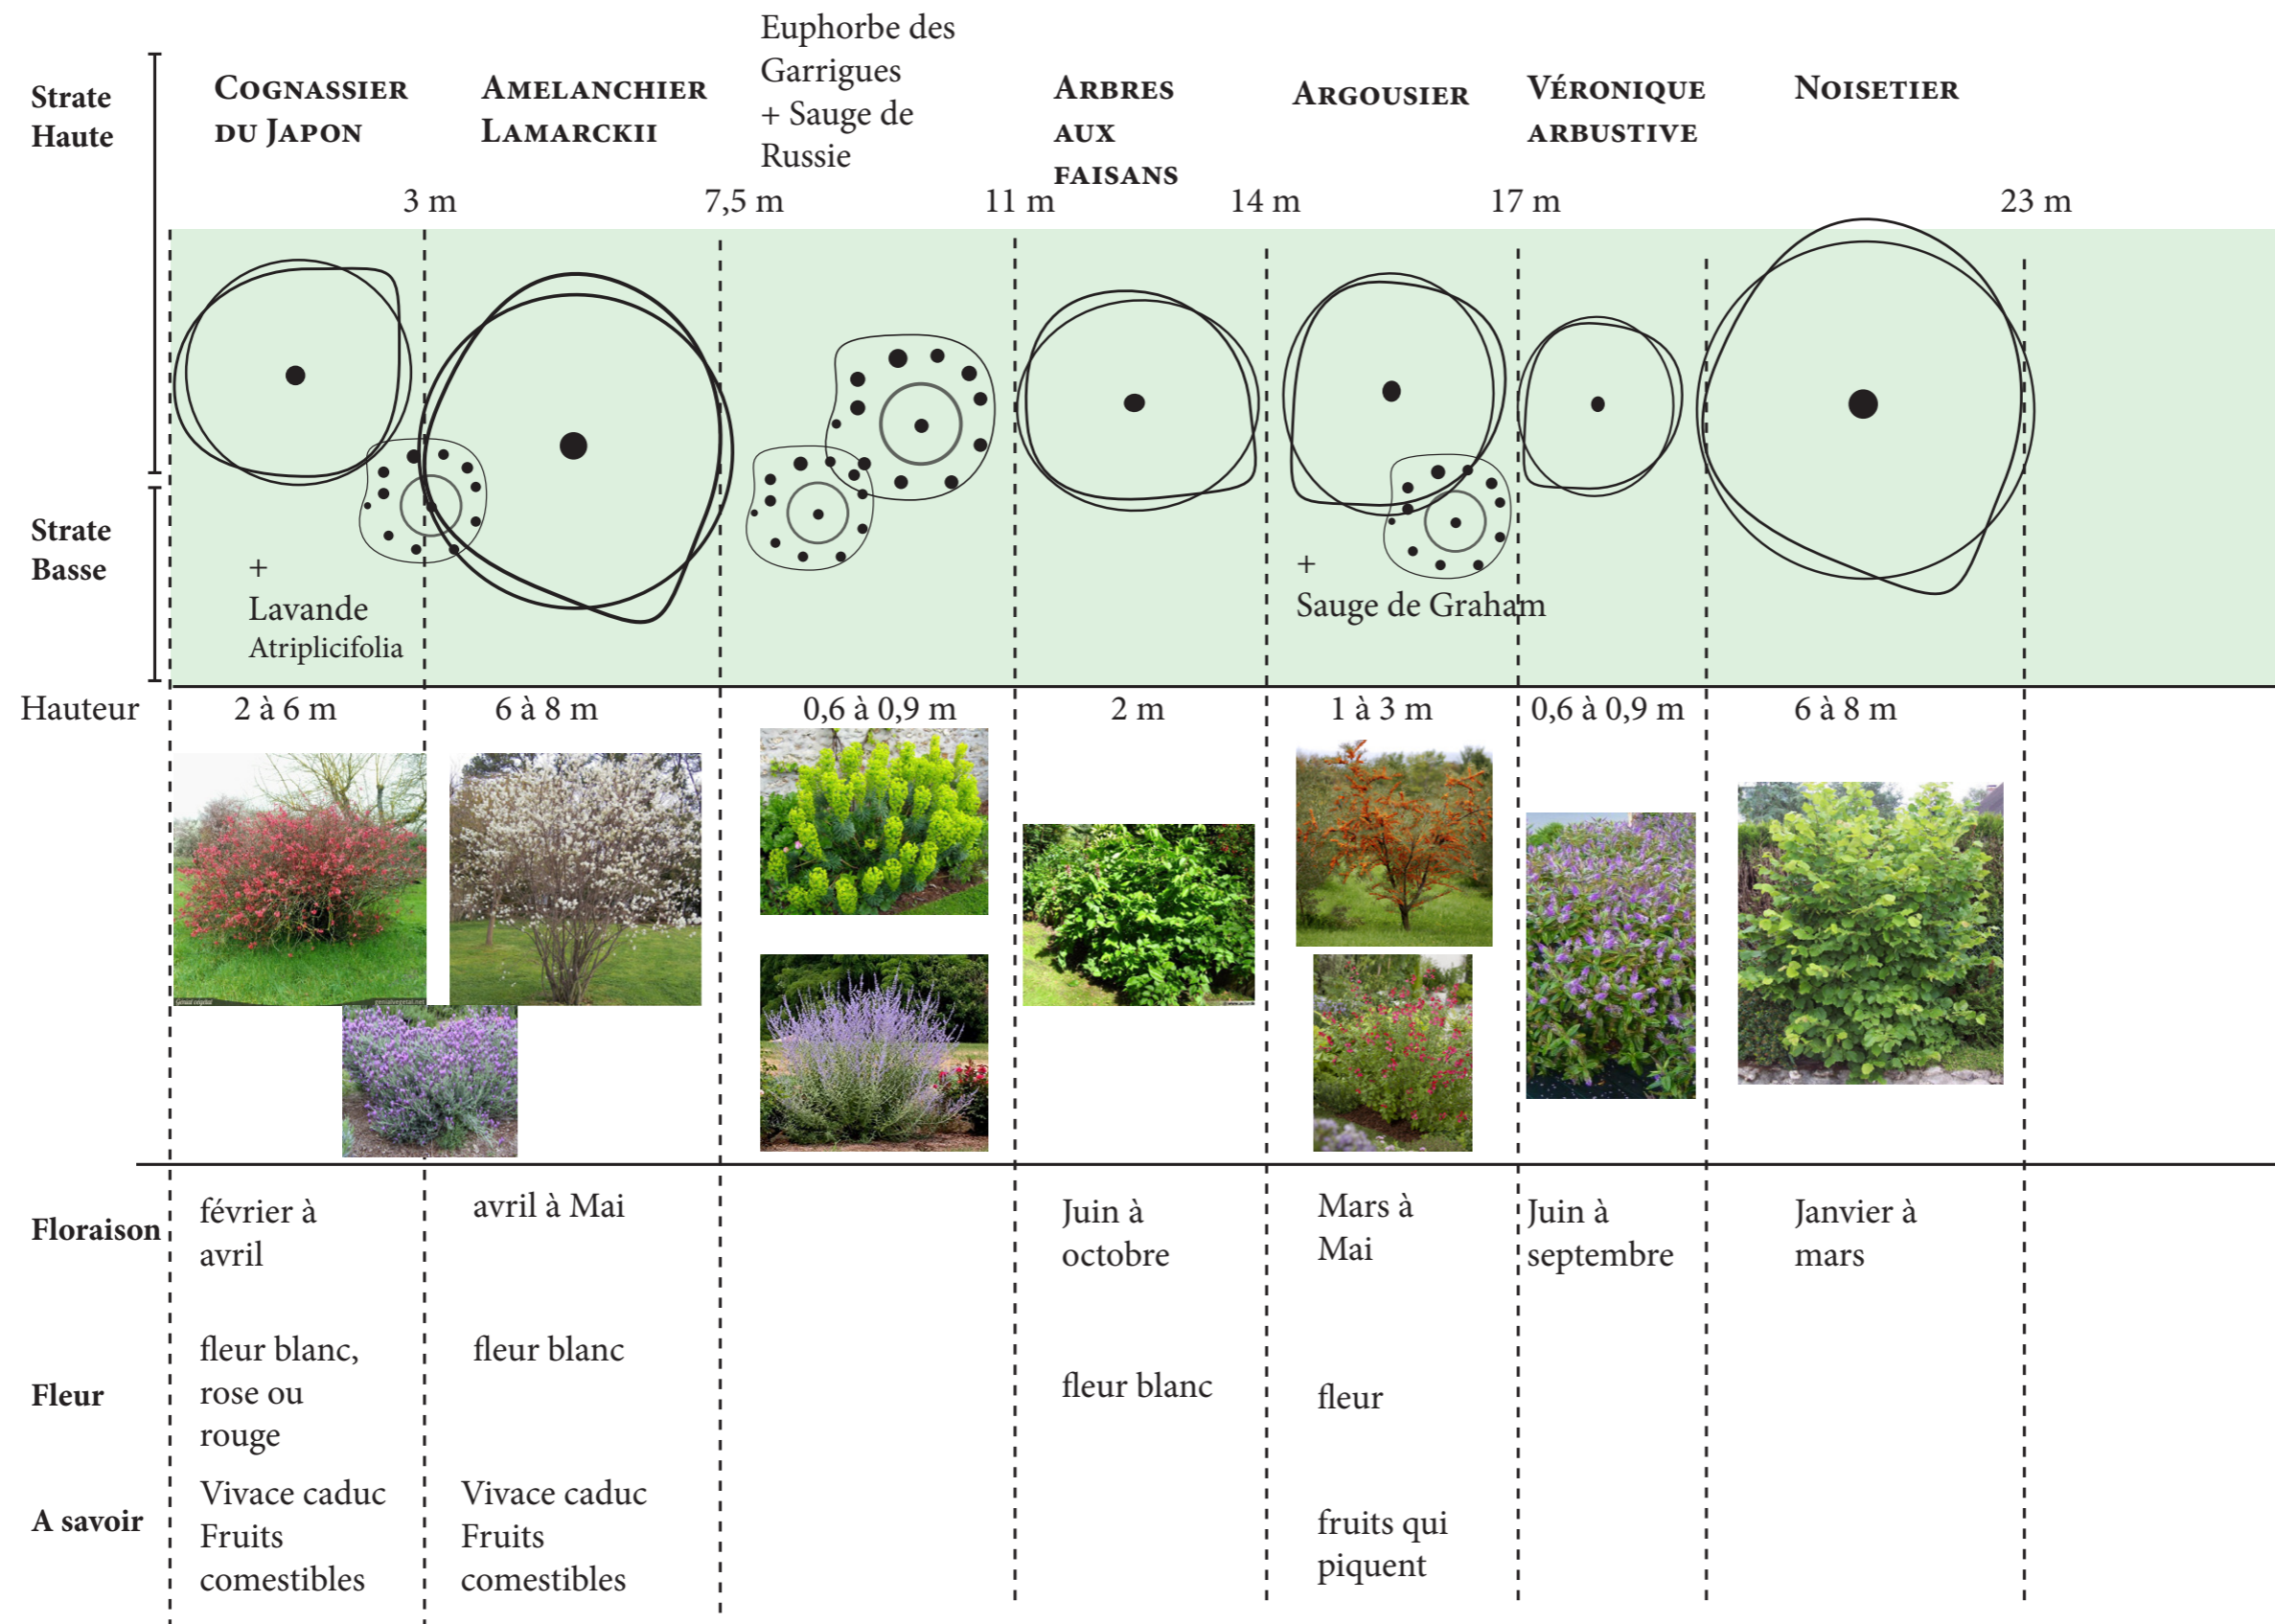 Strate
Haute
Cognassier
du Japon
Amelanchier
Lamarckii
Euphorbe des
Garrigues
+ Sauge de
Russie
Arbres
aux
faisans
Argousier
Véronique
arbustive
Noisetier
3 m
7,5 m
11 m
14 m
17 m
23 m
Strate
Basse
+
Lavande
Atriplicifolia
+
Sauge de Graham
Hauteur
2 à 6 m
6 à 8 m
0,6 à 0,9 m
2 m
1 à 3 m
0,6 à 0,9 m
6 à 8 m
Floraison
février à
avril
avril à Mai
Juin à
octobre
Mars à
Mai
Juin à
septembre
Janvier à
mars
Fleur
fleur blanc,
rose ou
rouge
fleur blanc
fleur blanc
fleur
A savoir
Vivace caduc
Fruits
comestibles
Vivace caduc
Fruits
comestibles
fruits qui
piquent